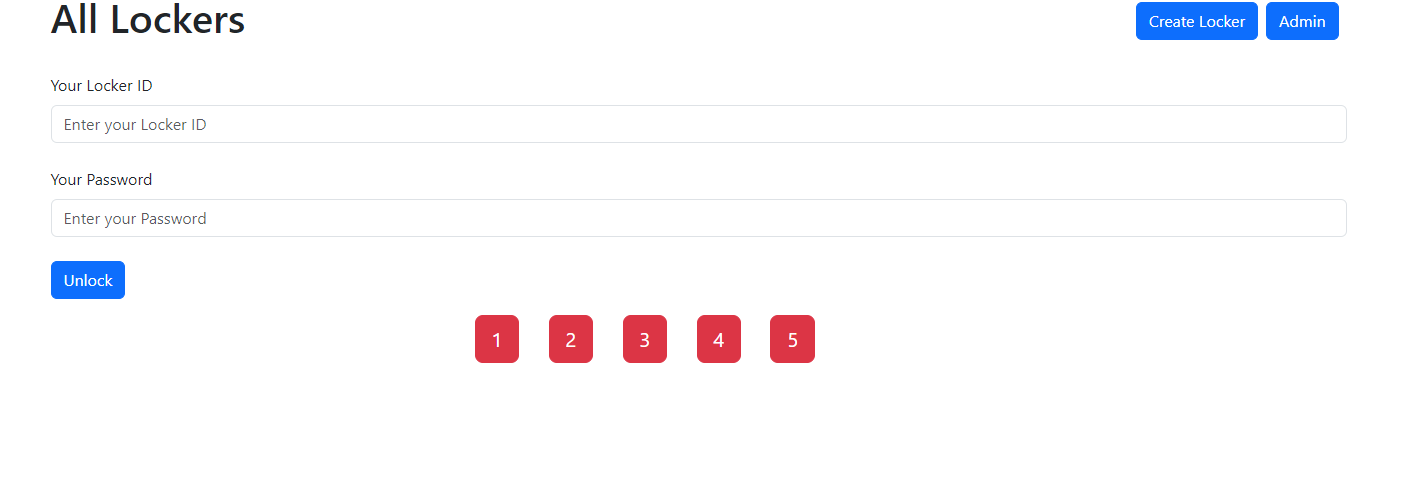 All Lockers
Create Locker
Admin
Your Locker ID
Enter your Locker ID
Your Password
Enter your Password
Unlock
1 2 3 4 5